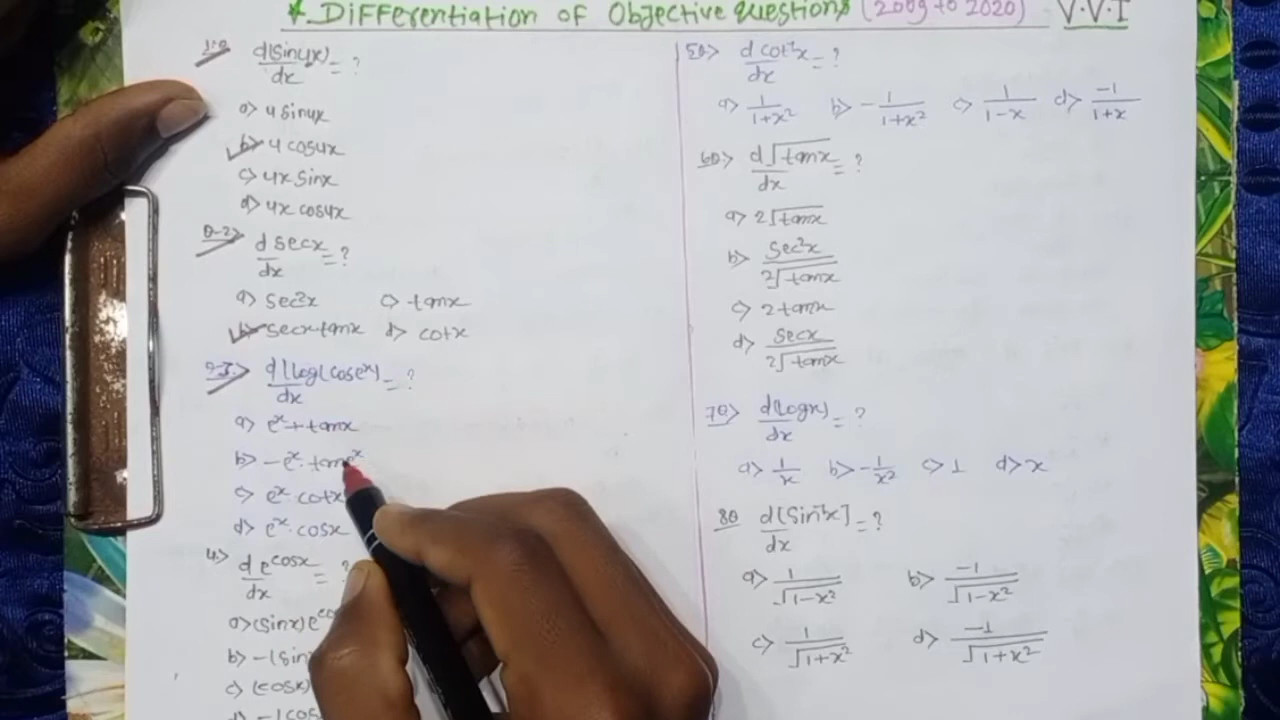 *. Differentiation of Objective questions (2009 to 2020) V.V.I
d(sin4x)/dx = ?
a> 4 sin4x
b> 4 cos4x
c> 4x sinx
d> 4x cos4x
Q-2>
d secx/dx = ?
a> sec²x c> tanx
b> secx·tanx d> cotx
d(log(cose^x)/dx = ?
a> e^x + tanx
b> -e^x · tane^x
c> e^x · cotx
d> e^x · cosx
4.> d e^cosx/dx = ?
a> (sinx) e
b> -(sin
c> (cosx)
d> -(cos
5Q> d cot⁻¹x/dx = ?
a> 1/1+x² b> -1/1+x² c> 1/1-x d> -1/1+x
6Q> d√tanx/dx = ?
a> 2√tanx
b> sec²x/2√tanx
c> 2 tanx
d> secx/2√tanx
7Q> d(logx)/dx = ?
a> 1/x b> -1/x² c> 1 d> x
8Q d[sin⁻¹x]/dx = ?
a> 1/√1-x² b> -1/√1-x²
c> 1/√1+x² d> -1/√1+x²